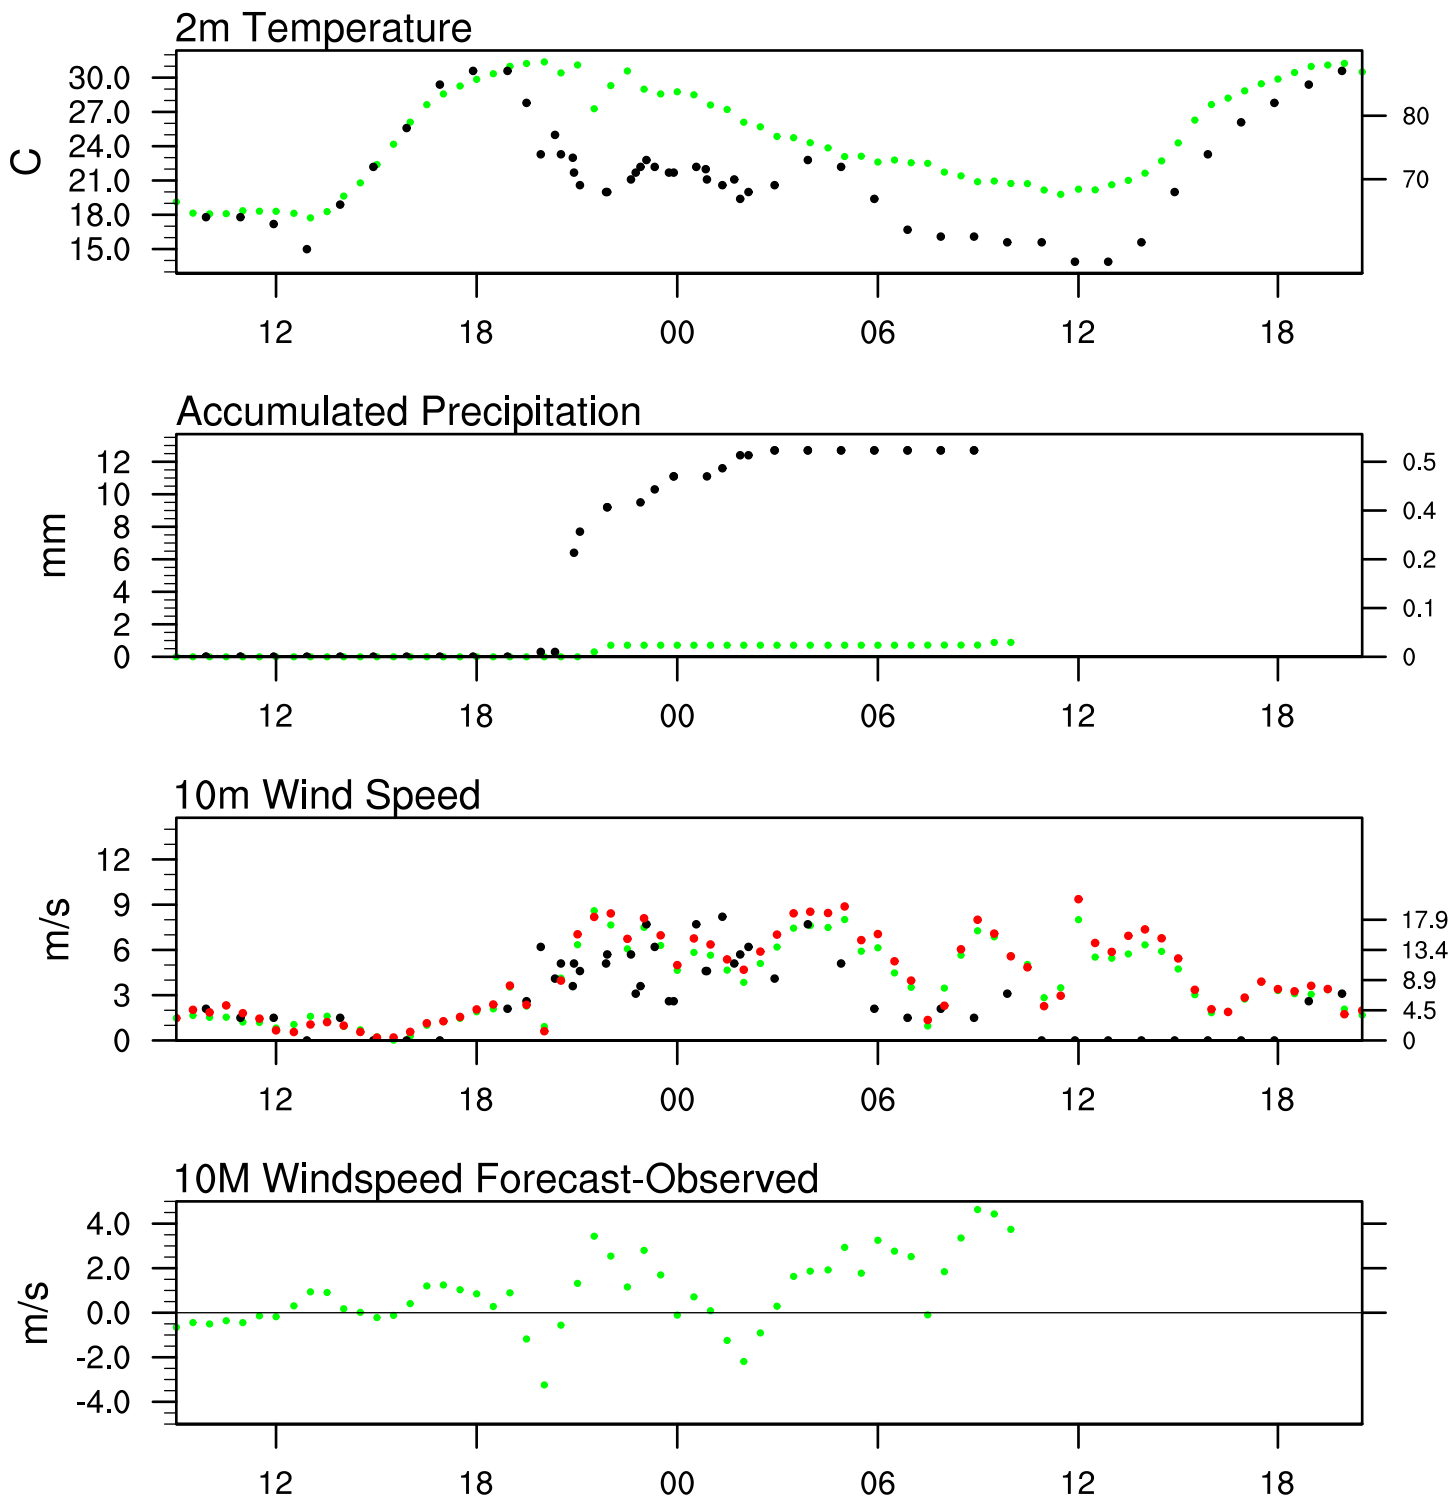 2m Temperature
30.0
27.0
24.0
21.0
18.0
15.0
C
80
70
12 18 00 06 12 18
Accumulated Precipitation
12
10
8
6
4
2
0
mm
0.5
0.4
0.2
0.1
0
12 18 00 06 12 18
10m Wind Speed
12
9
6
3
0
m/s
17.9
13.4
8.9
4.5
0
12 18 00 06 12 18
10M Windspeed Forecast-Observed
4.0
2.0
0.0
-2.0
-4.0
m/s
12 18 00 06 12 18